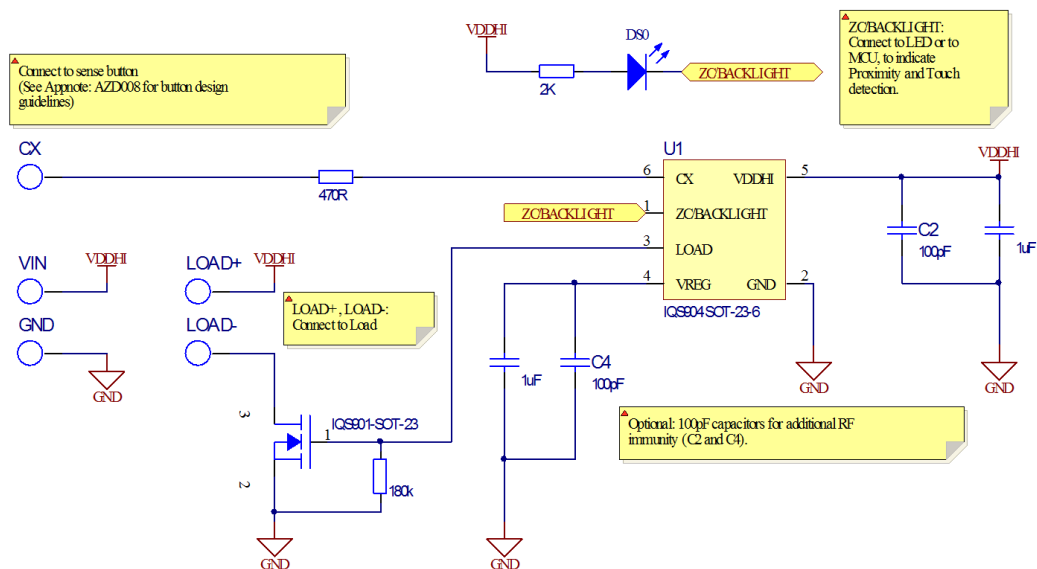 VDDHI
DS0
2K
ZC/BACKLIGHT
ZC/BACKLIGHT:
Connect to LED or to
MCU, to indicate
Proximity and Touch
detection.
Connect to sense button
(See Appnote: AZD008 for button design
guidelines)
CX
470R
U1
6
CX
VDDHI
5
VDDHI
ZC/BACKLIGHT
1
ZC/BACKLIGHT
3
LOAD
4
VREG
GND
2
IQS904 SOT-23-6
C2
100pF
1uF
VIN
VDDHI
LOAD+
VDDHI
GND
LOAD-
LOAD+, LOAD-:
Connect to Load
GND
1uF
C4
100pF
GND
GND
Optional: 100pF capacitors for additional RF
immunity (C2 and C4).
3
IQS901-SOT-23
1
2
180k
GND
GND